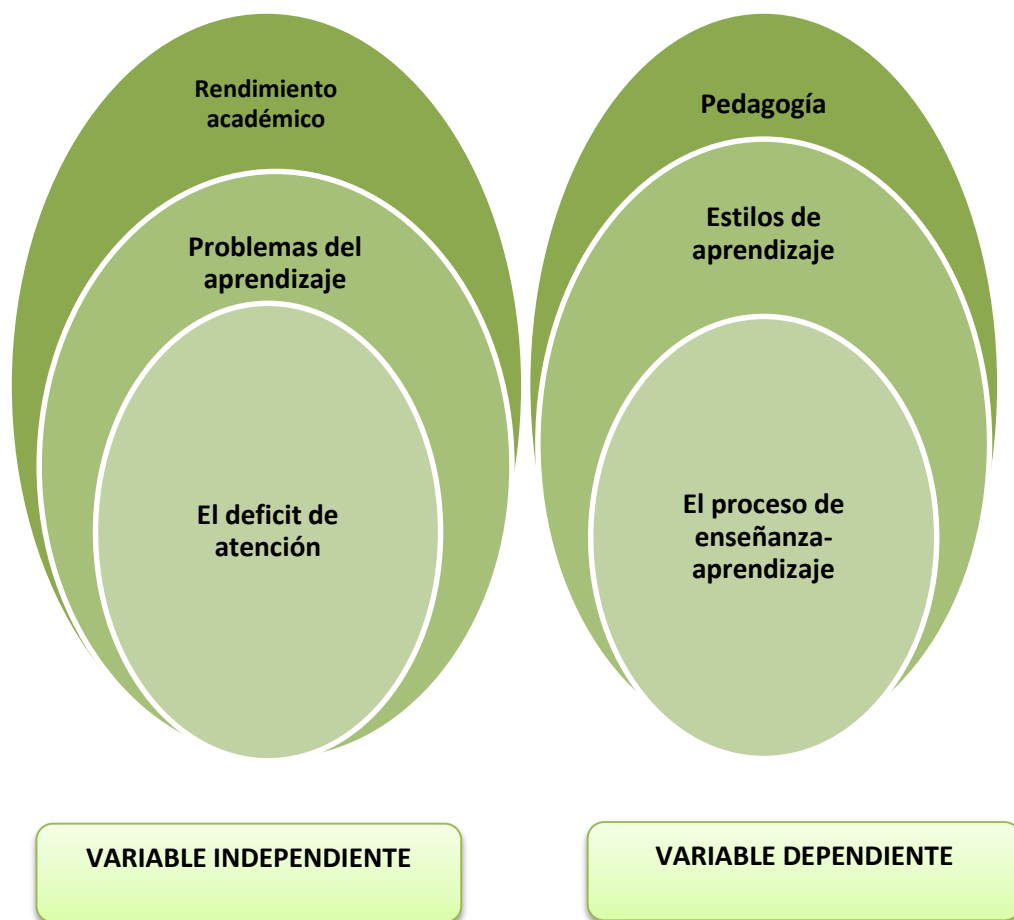 Rendimiento
académico
Problemas del
aprendizaje
El deficit de
atención
Pedagogía
Estilos de
aprendizaje
El proceso de
enseñanza-
aprendizaje
VARIABLE INDEPENDIENTE
VARIABLE DEPENDIENTE